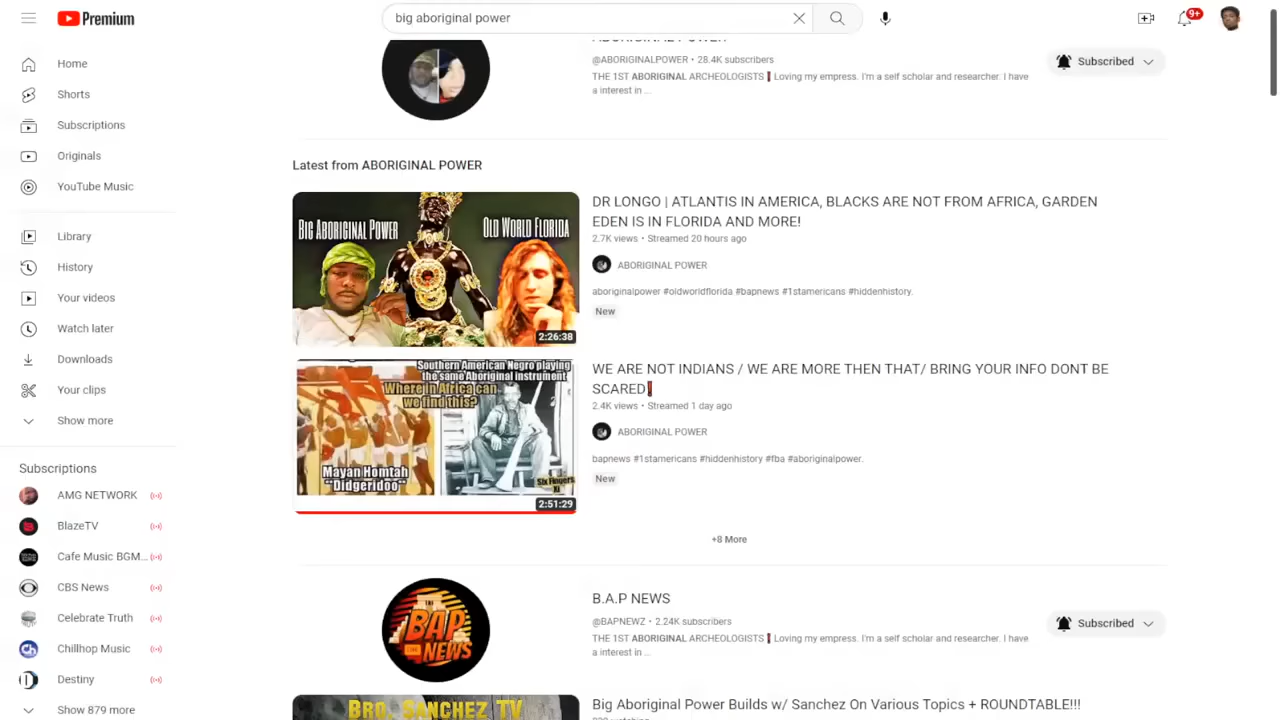 Premium
big aboriginal power
9+
Home
Shorts
Subscriptions
Originals
YouTube Music
Library
History
Your videos
Watch later
Downloads
Your clips
Show more
Subscriptions
AMG NETWORK
BlazeTV
Cafe Music BGM...
CBS News
Celebrate Truth
Chillhop Music
Destiny
Show 879 more
ABORIGINAL POWER
@ABORIGINALPOWER • 28.4K subscribers
THE 1ST ABORIGINAL ARCHEOLOGISTS❗Loving my empress. I'm a self scholar and researcher. I have
a interest in ...
Subscribed
Latest from ABORIGINAL POWER
BIG ABORIGINAL POWER
OLD WORLD FLORIDA
2:26:38
DR LONGO | ATLANTIS IN AMERICA, BLACKS ARE NOT FROM AFRICA, GARDEN
EDEN IS IN FLORIDA AND MORE!
2.7K views • Streamed 20 hours ago
ABORIGINAL POWER
aboriginalpower #oldworldflorida #bapnews #1stamericans #hiddenhistory.
New
Southern American Negro playing
the same Aboriginal instrument
Where in Africa can
we find this?
Mayan Homtah
"Didgeridoo"
Six Fingers
2:51:29
WE ARE NOT INDIANS / WE ARE MORE THEN THAT/ BRING YOUR INFO DONT BE
SCARED❗
2.4K views • Streamed 1 day ago
ABORIGINAL POWER
bapnews #1stamericans #hiddenhistory #fba #aboriginalpower.
New
+8 More
THE
BAP
NEWS
B.A.P NEWS
@BAPNEWZ • 2.24K subscribers
THE 1ST ABORIGINAL ARCHEOLOGISTS❗Loving my empress. I'm a self scholar and researcher. I have
a interest in ...
Subscribed
BRO. SANCHEZ TV
Big Aboriginal Power Builds w/ Sanchez On Various Topics + ROUNDTABLE!!!